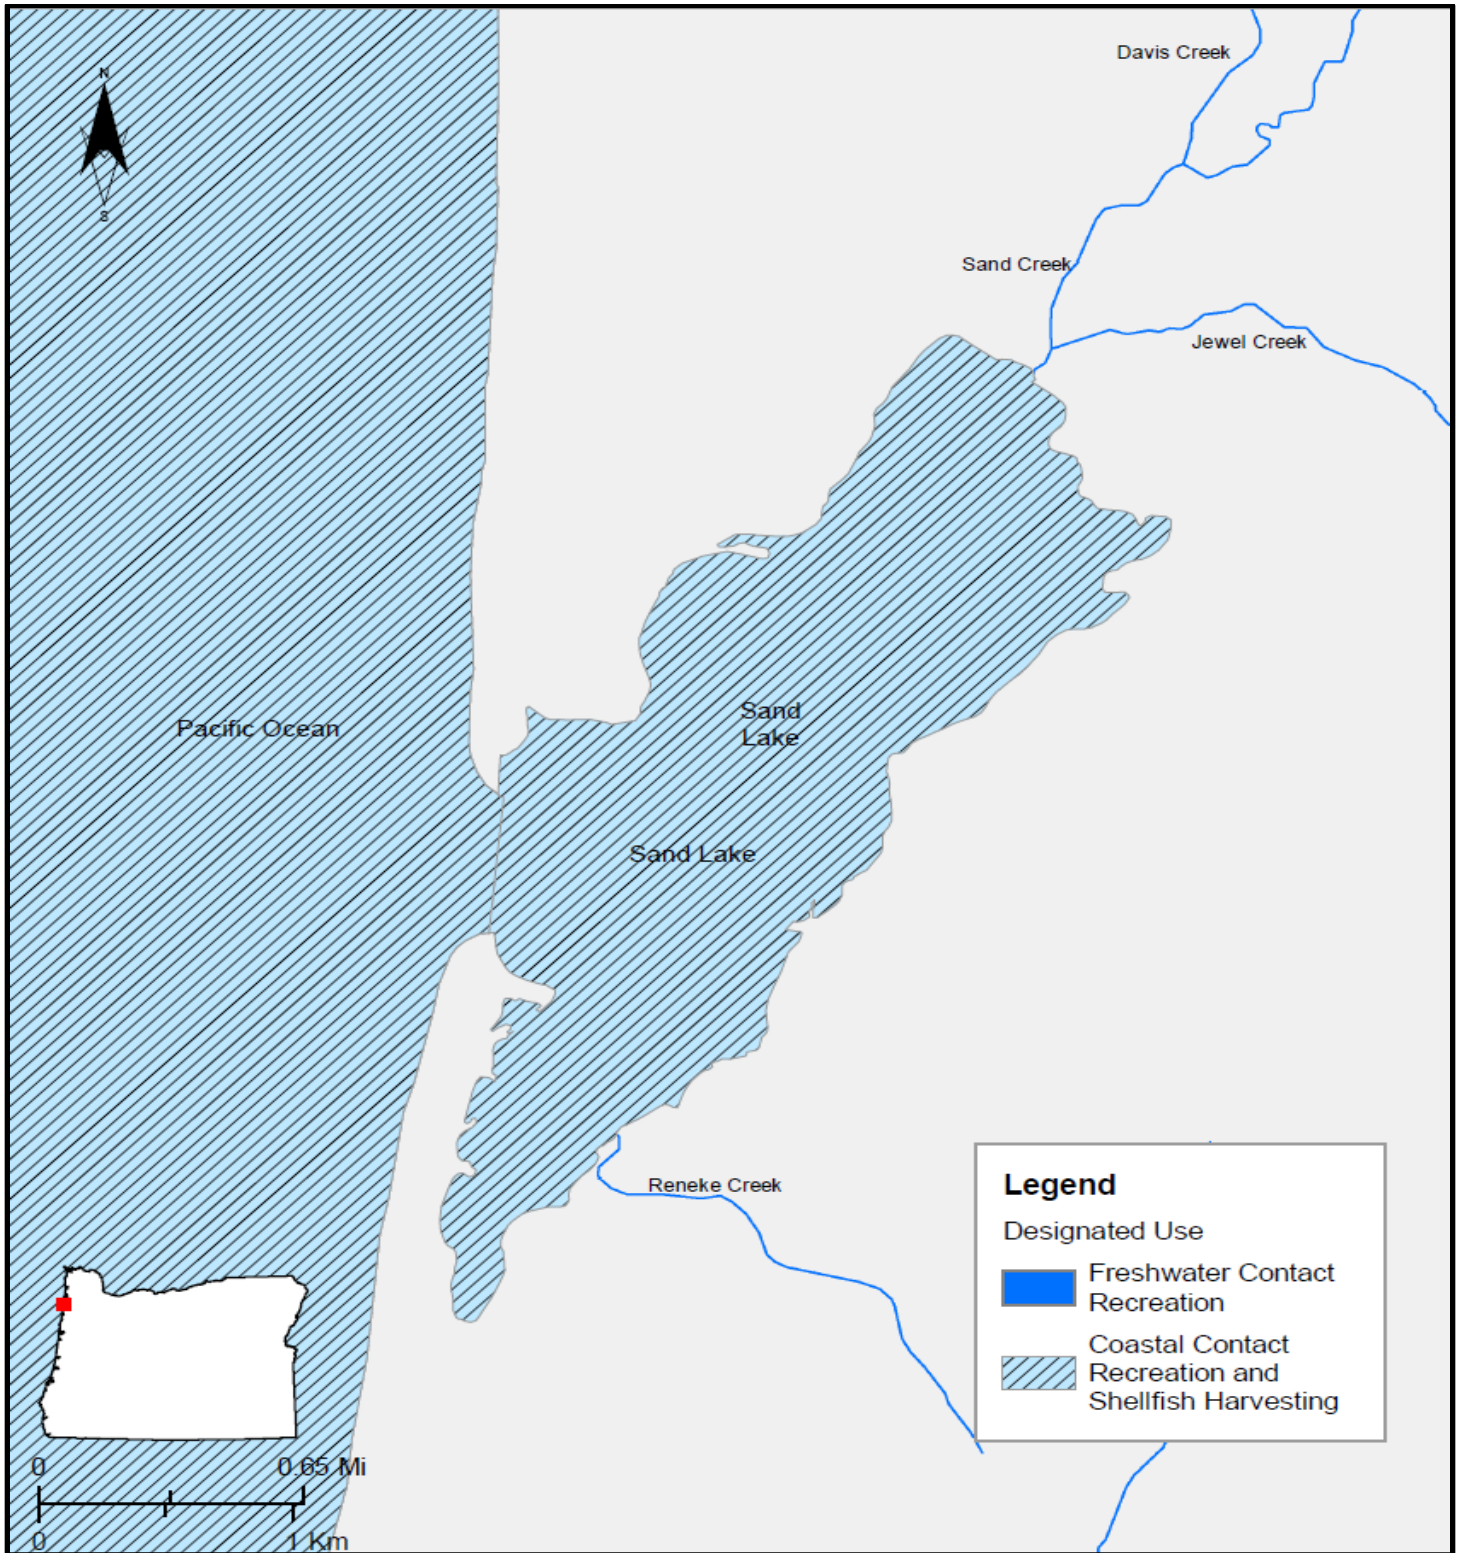 N
S
Davis Creek
Sand Creek
Jewel Creek
Pacific Ocean
Sand
Lake
Sand Lake
Reneke Creek
Legend
Designated Use
Freshwater Contact
Recreation
Coastal Contact
Recreation and
Shellfish Harvesting
0 0.65 Mi
0 1 Km